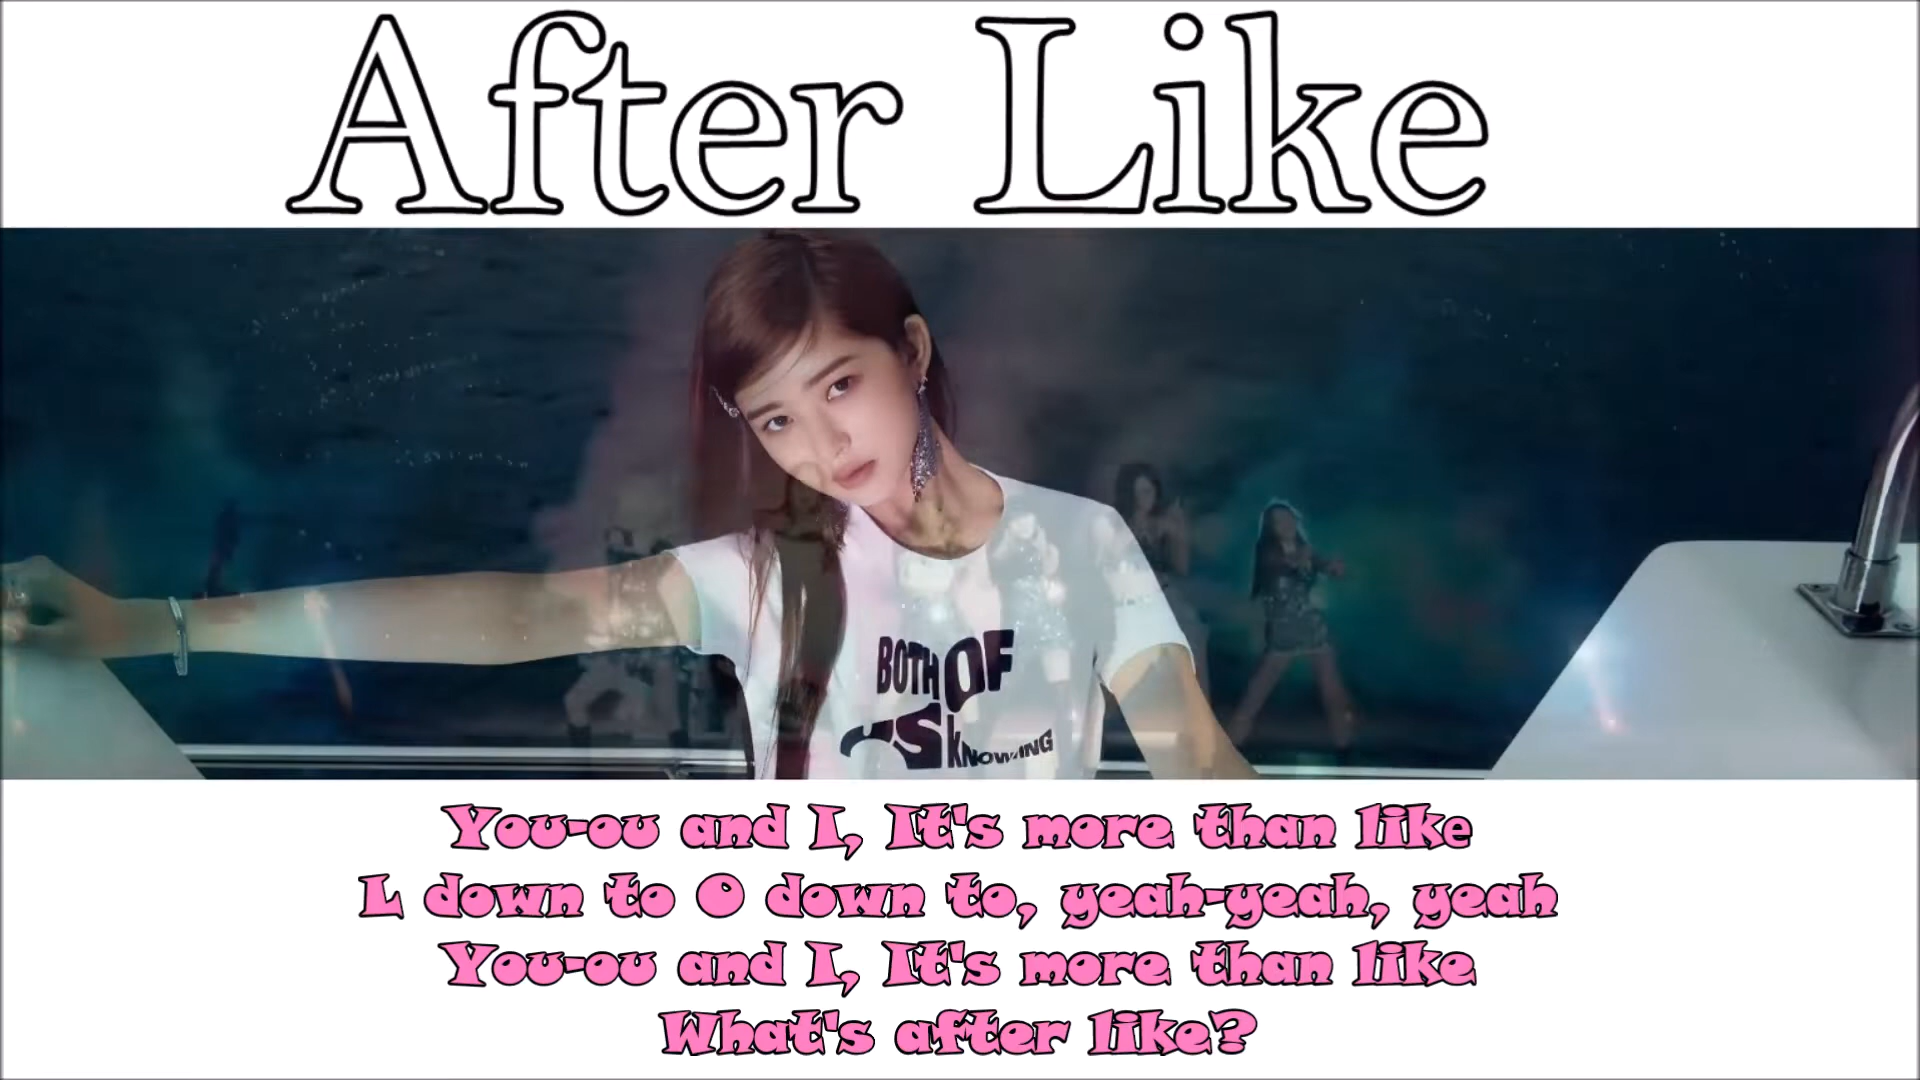 After Like
BOTH OF
US KNOWING
You-ou and I, It's more than like
L down to O down to, yeah-yeah, yeah
You-ou and I, It's more than like
What's after like?